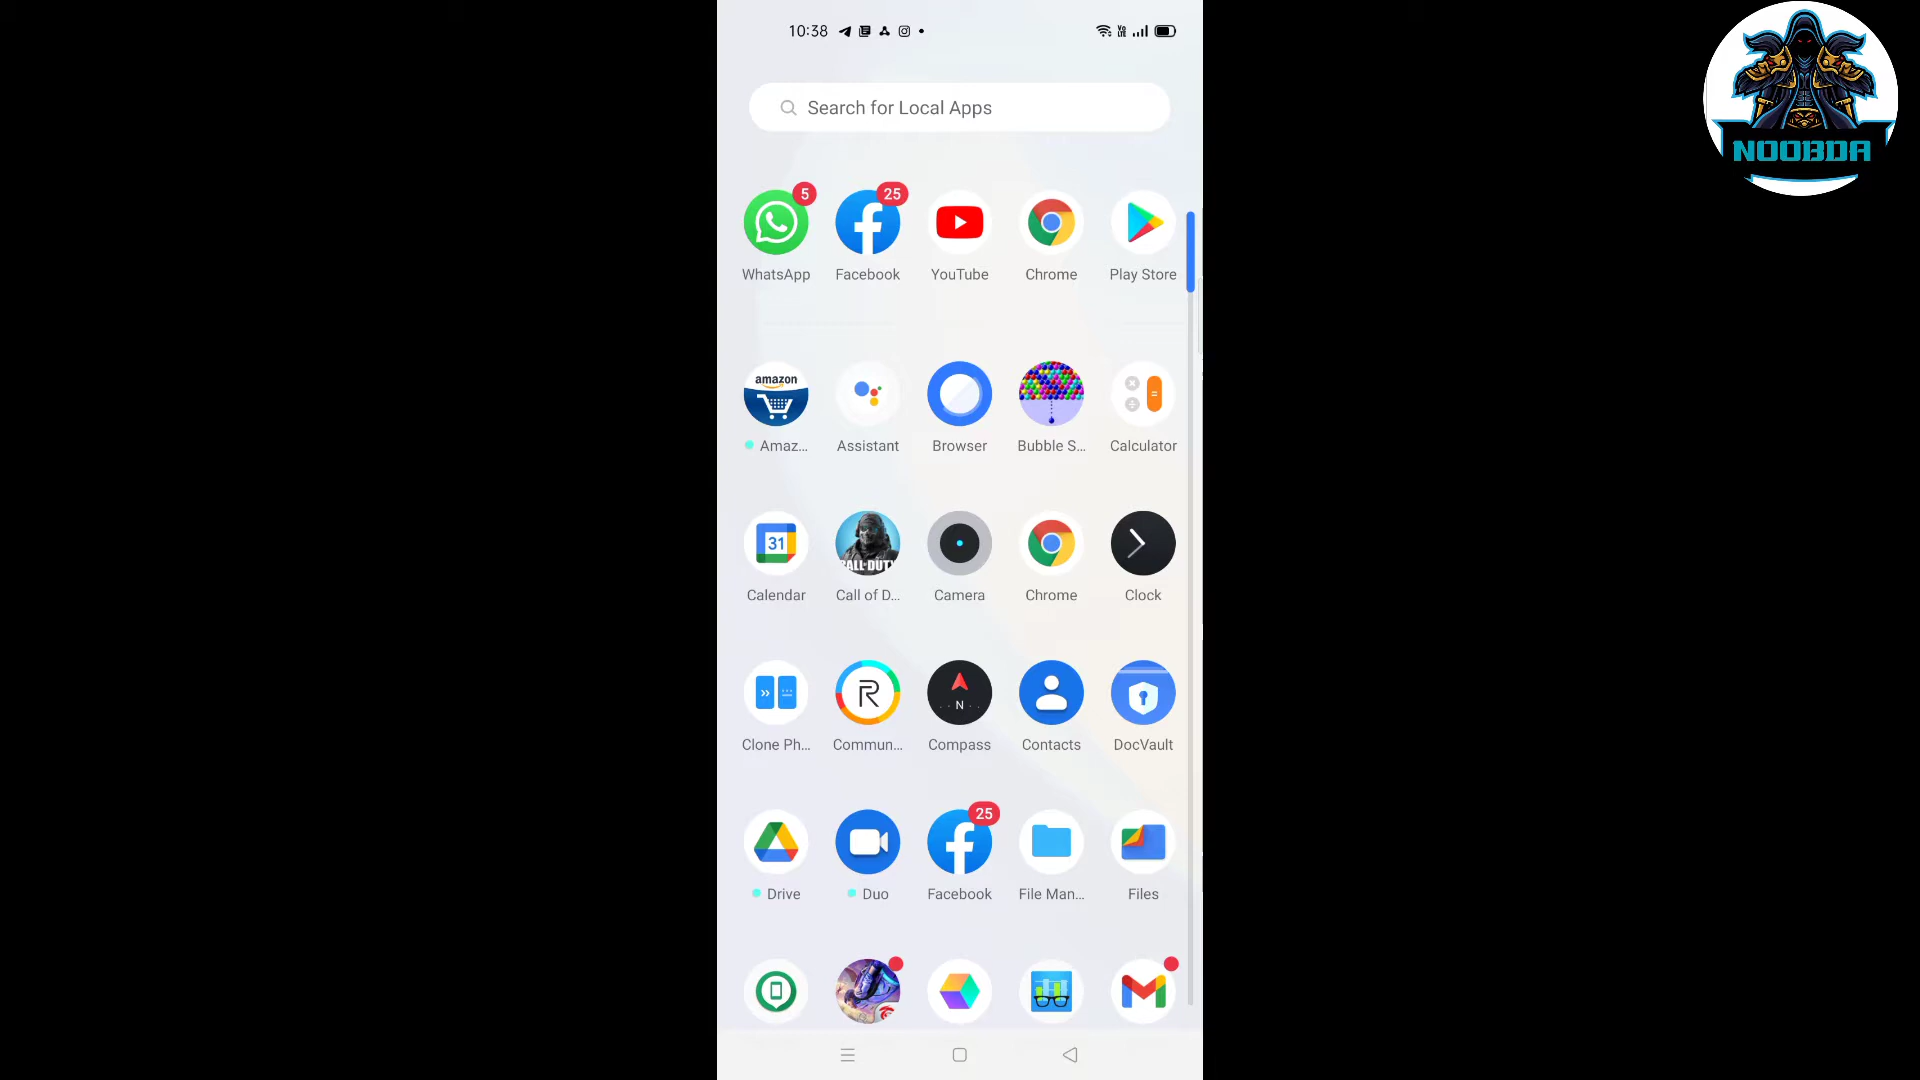 10:38
NOOBDA
Search for Local Apps
5
25
WhatsApp
Facebook
YouTube
Chrome
Play Store
amazon
Amaz...
Assistant
Browser
Bubble S...
Calculator
31
ALL DUTY
Calendar
Call of D...
Camera
Chrome
Clock
R
N
Clone Ph...
Commun...
Compass
Contacts
DocVault
25
Drive
Duo
Facebook
File Man...
Files